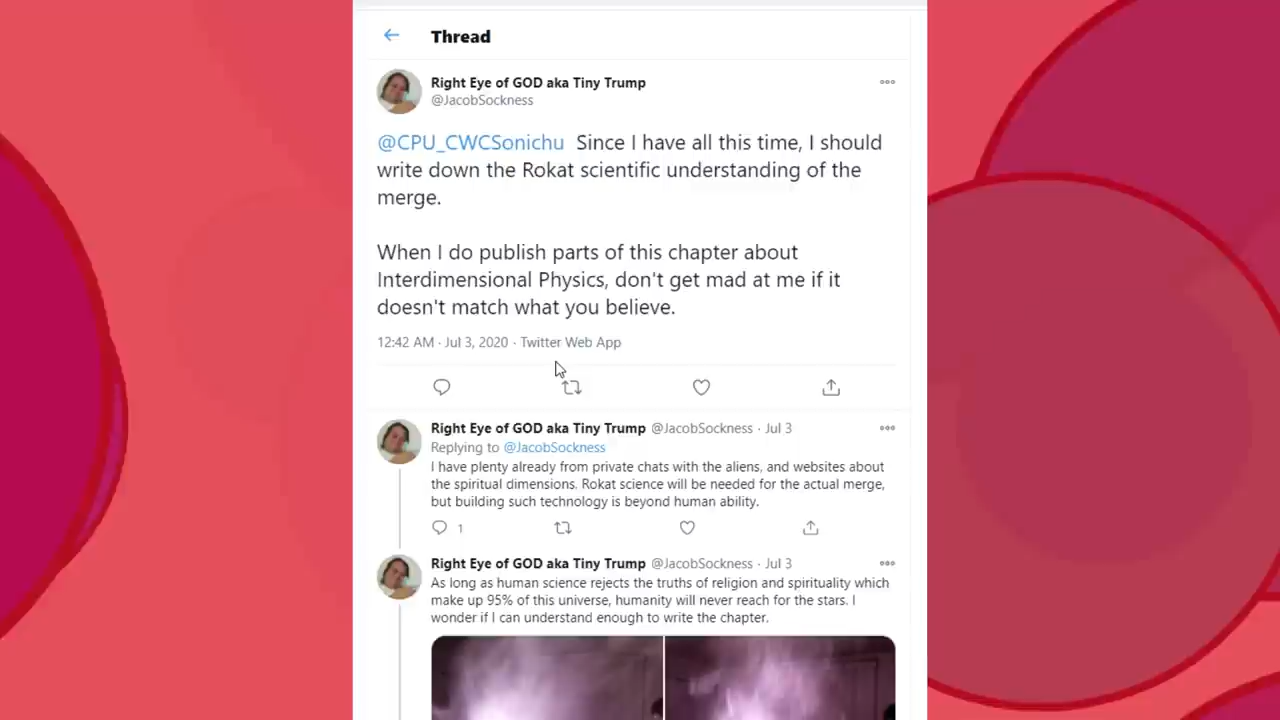 Thread
Right Eye of GOD aka Tiny Trump
@JacobSockness
@CPU_CWCSonichu Since I have all this time, I should
write down the Rokat scientific understanding of the
merge.
When I do publish parts of this chapter about
Interdimensional Physics, don't get mad at me if it
doesn't match what you believe.
12:42 AM · Jul 3, 2020 · Twitter Web App
Right Eye of GOD aka Tiny Trump @JacobSockness · Jul 3
Replying to @JacobSockness
I have plenty already from private chats with the aliens, and websites about
the spiritual dimensions. Rokat science will be needed for the actual merge,
but building such technology is beyond human ability.
1
Right Eye of GOD aka Tiny Trump @JacobSockness · Jul 3
As long as human science rejects the truths of religion and spirituality which
make up 95% of this universe, humanity will never reach for the stars. I
wonder if I can understand enough to write the chapter.